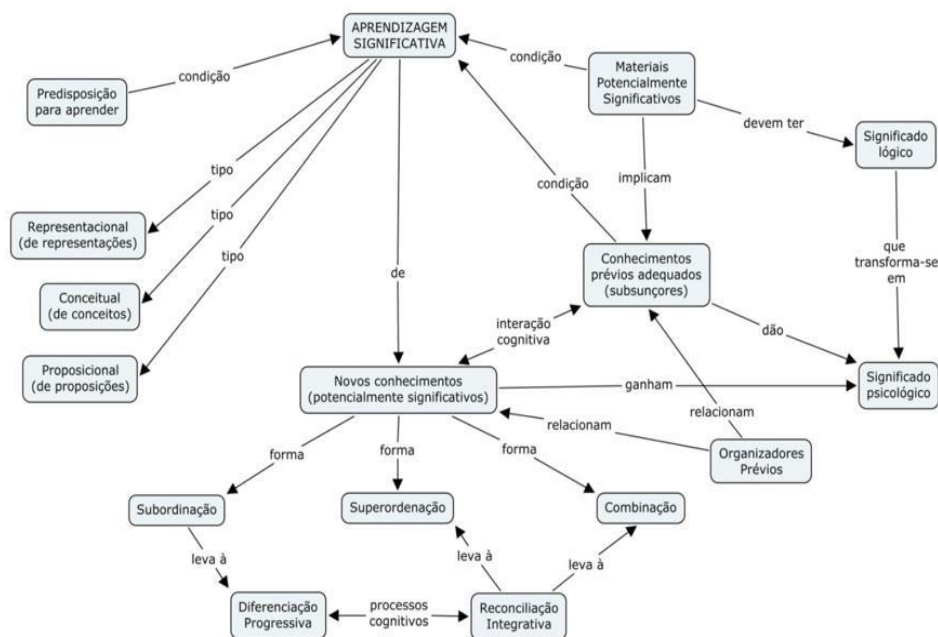 APRENDIZAGEM
SIGNIFICATIVA
condição
condição
Predisposição
para aprender
Materiais
Potencialmente
Significativos
devem ter
Significado
lógico
tipo
implicam
condição
Representacional
(de representações)
tipo
tipo
de
que
transforma-se
em
Conhecimentos
prévios adequados
(subsunçores)
Conceitual
(de conceitos)
interação
cognitiva
dão
Proposicional
(de proposições)
Novos conhecimentos
(potencialmente significativos)
ganham
Significado
psicológico
relacionam
relacionam
Organizadores
Prévios
forma
forma
forma
Subordinação
Superordenação
Combinação
leva à
leva à
leva à
Diferenciação
Progressiva
processos
cognitivos
Reconciliação
Integrativa